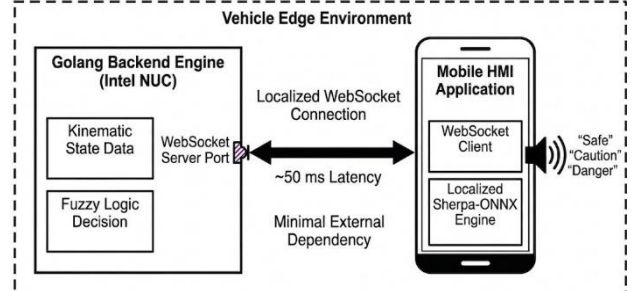 Vehicle Edge Environment
Golang Backend Engine
(Intel NUC)
Kinematic
State Data
Fuzzy Logic
Decision
WebSocket
Server Port
Localized WebSocket
Connection
~50 ms Latency
Minimal External
Dependency
Mobile HMI
Application
WebSocket
Client
Localized
Sherpa-ONNX
Engine
“Safe”
“Caution”
“Danger”